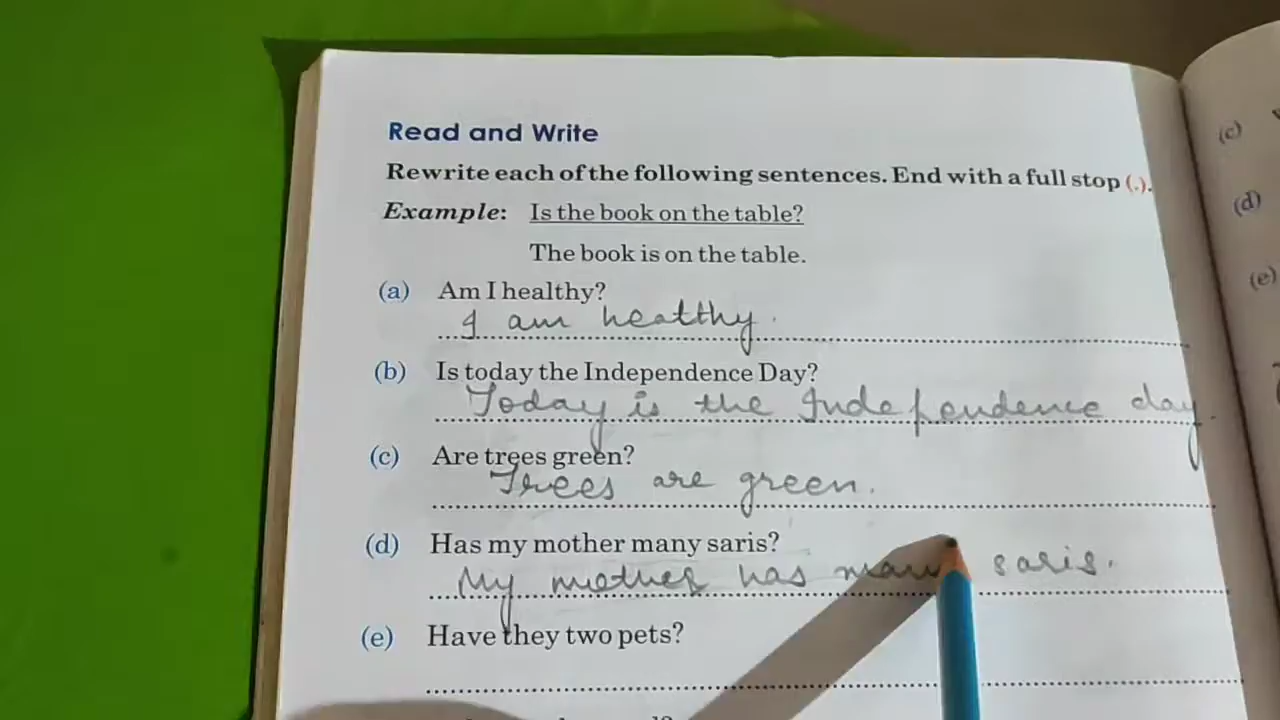 Read and Write
Rewrite each of the following sentences. End with a full stop (.).
Example: Is the book on the table?
The book is on the table.
(a) Am I healthy?
I am healthy.
(b) Is today the Independence Day?
Today is the Independence day.
(c) Are trees green?
Trees are green.
(d) Has my mother many saris?
My mother has many saris.
(e) Have they two pets?
(c)
(d)
(e)